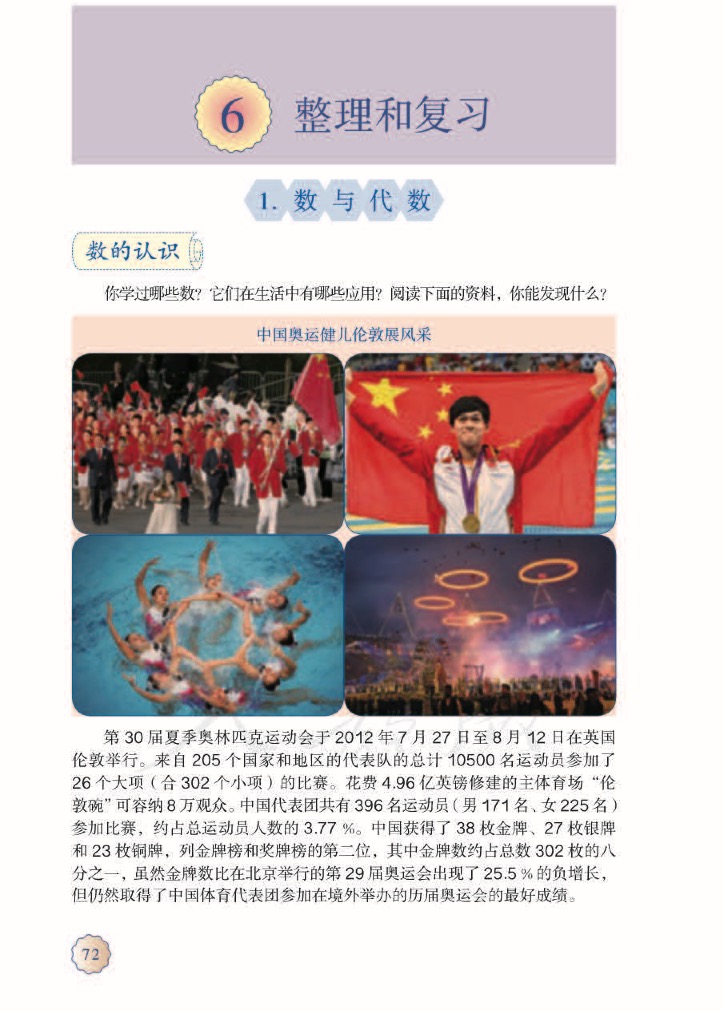 6 整理和复习
1. 数与代数
数的认识
你学过哪些数？它们在生活中有哪些应用？阅读下面的资料，你能发现什么？
中国奥运健儿伦敦展风采
第 30 届夏季奥林匹克运动会于 2012 年 7 月 27 日至 8 月 12 日在英国
伦敦举行。来自 205 个国家和地区的代表队的总计 10500 名运动员参加了
26 个大项（合 302 个小项）的比赛。花费 4.96 亿英镑修建的主体育场“伦
敦碗”可容纳 8 万观众。中国代表团共有 396 名运动员（男 171 名、女 225 名）
参加比赛，约占总运动员人数的 3.77 %。中国获得了 38 枚金牌、27 枚银牌
和 23 枚铜牌，列金牌榜和奖牌榜的第二位，其中金牌数约占总数 302 枚的八
分之一，虽然金牌数比在北京举行的第 29 届奥运会出现了 25.5 % 的负增长，
但仍然取得了中国体育代表团参加在境外举办的历届奥运会的最好成绩。
72